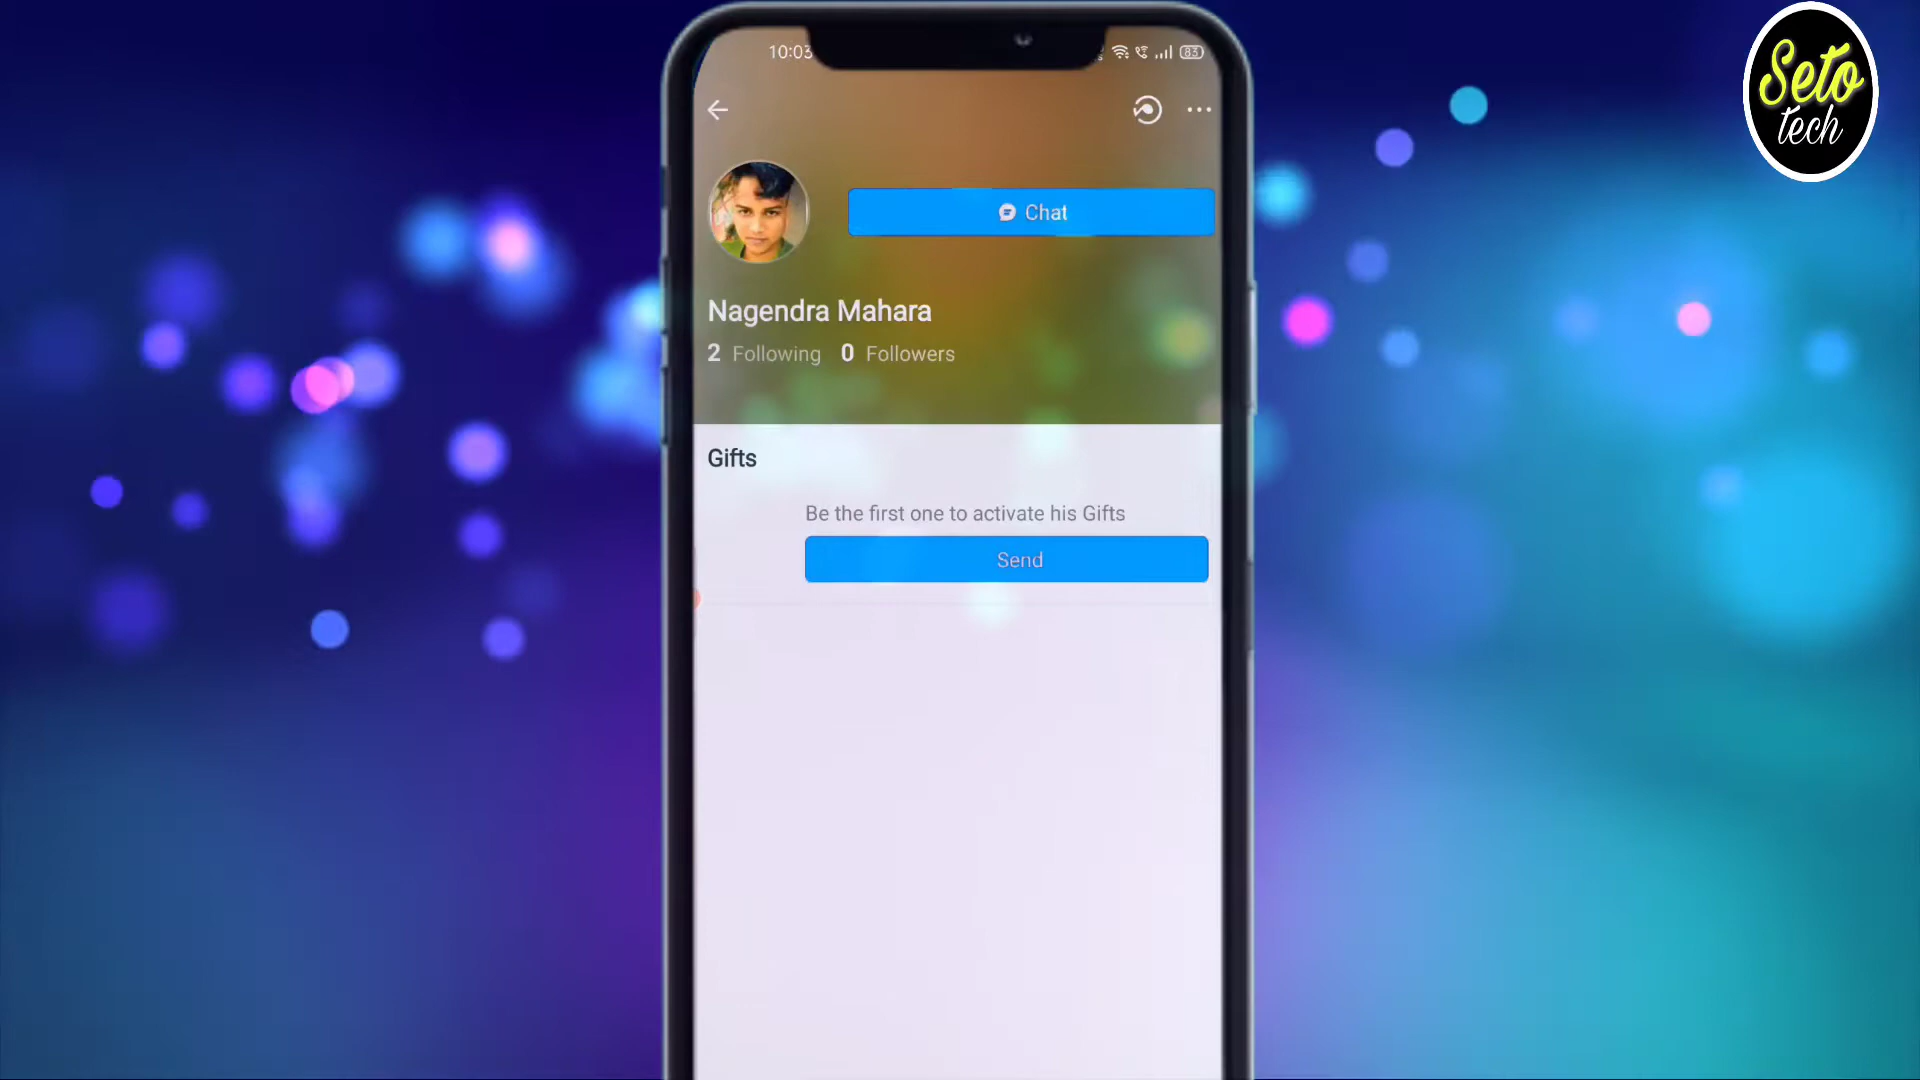 10:03
83
Seto
tech
Chat
Nagendra Mahara
2 Following 0 Followers
Gifts
Be the first one to activate his Gifts
Send